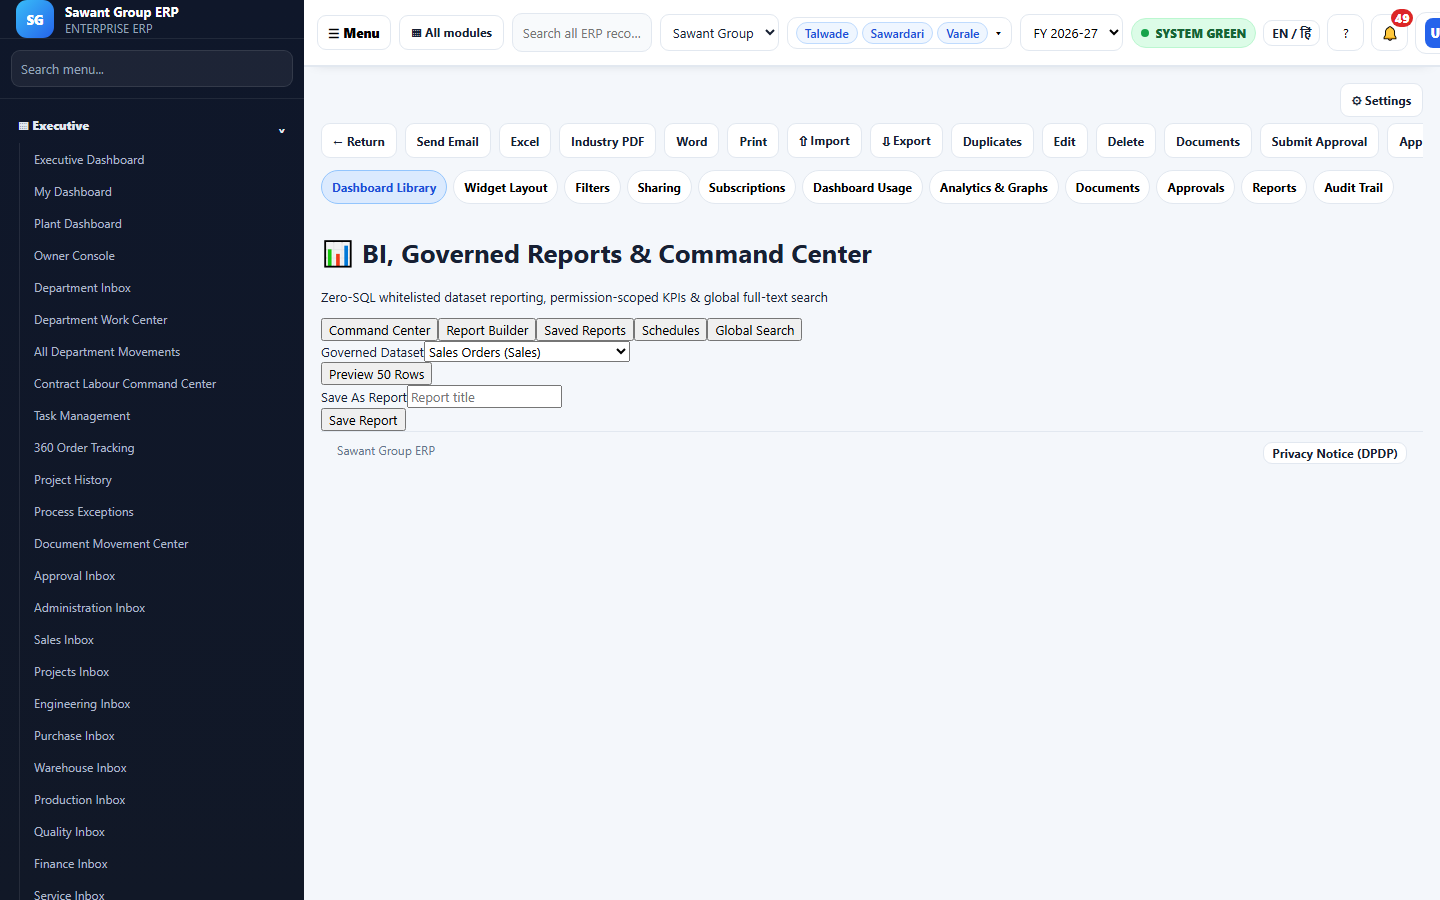 SG
Sawant Group ERP
ENTERPRISE ERP
Search menu...
Executive
Executive Dashboard
My Dashboard
Plant Dashboard
Owner Console
Department Inbox
Department Work Center
All Department Movements
Contract Labour Command Center
Task Management
360 Order Tracking
Project History
Process Exceptions
Document Movement Center
Approval Inbox
Administration Inbox
Sales Inbox
Projects Inbox
Engineering Inbox
Purchase Inbox
Warehouse Inbox
Production Inbox
Quality Inbox
Finance Inbox
Service Inbox
☰ Menu All modules Search all ERP reco... Sawant Group Talwade Sawardari Varale FY 2026-27 SYSTEM GREEN EN / हिं ? 49 U
⚙ Settings
← Return Send Email Excel Industry PDF Word Print ⇧ Import ⇩ Export Duplicates Edit Delete Documents Submit Approval App
Dashboard Library Widget Layout Filters Sharing Subscriptions Dashboard Usage Analytics & Graphs Documents Approvals Reports Audit Trail
📊 BI, Governed Reports & Command Center
Zero-SQL whitelisted dataset reporting, permission-scoped KPIs & global full-text search
Command Center Report Builder Saved Reports Schedules Global Search
Governed Dataset Sales Orders (Sales)
Preview 50 Rows
Save As Report Report title
Save Report
Sawant Group ERP Privacy Notice (DPDP)